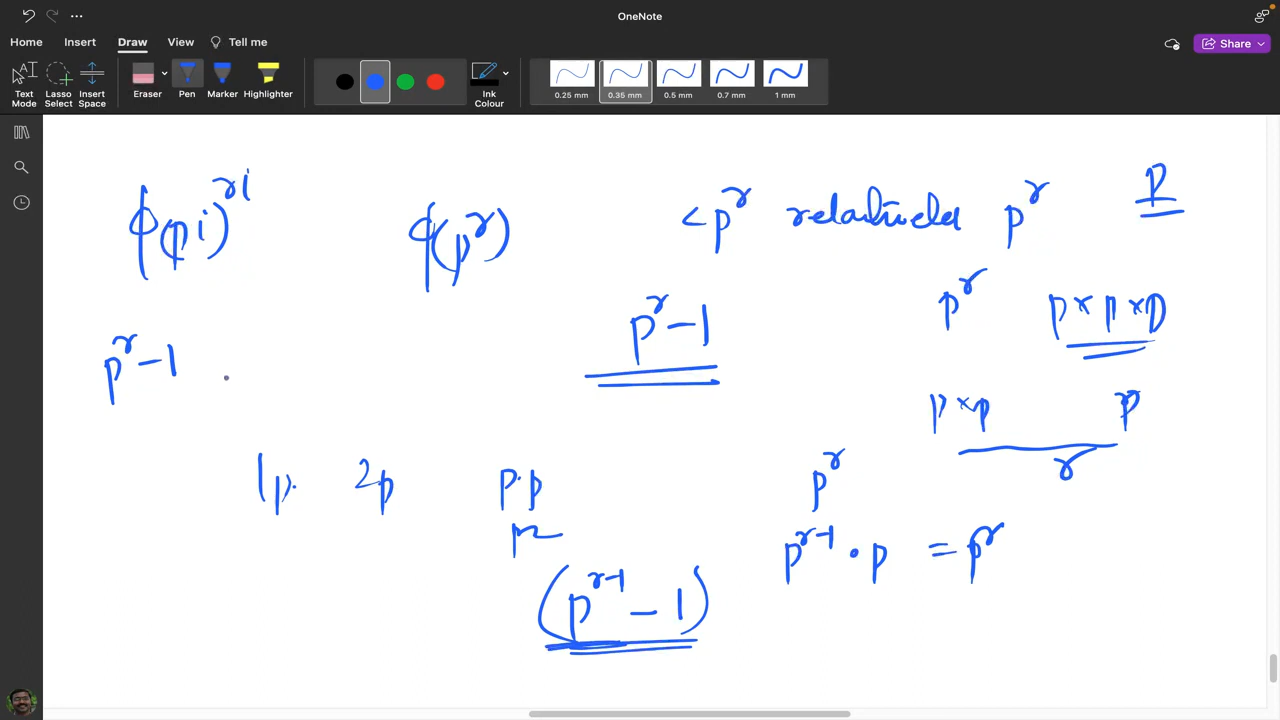 OneNote
Home Insert Draw View Tell me Share
Text Mode Lasso Select Insert Space Eraser Pen Marker Highlighter Ink Colour 0.25 mm 0.35 mm 0.5 mm 0.7 mm 1 mm
ϕ(pi)^ri ϕ(p^r) <p^r p^r p
p^r p×p×p
p^r−1 p^r−1
p×p p
r
1p. 2p p.p p^r
p^{r−1}·p = p^r
(p^{r−1} − 1)